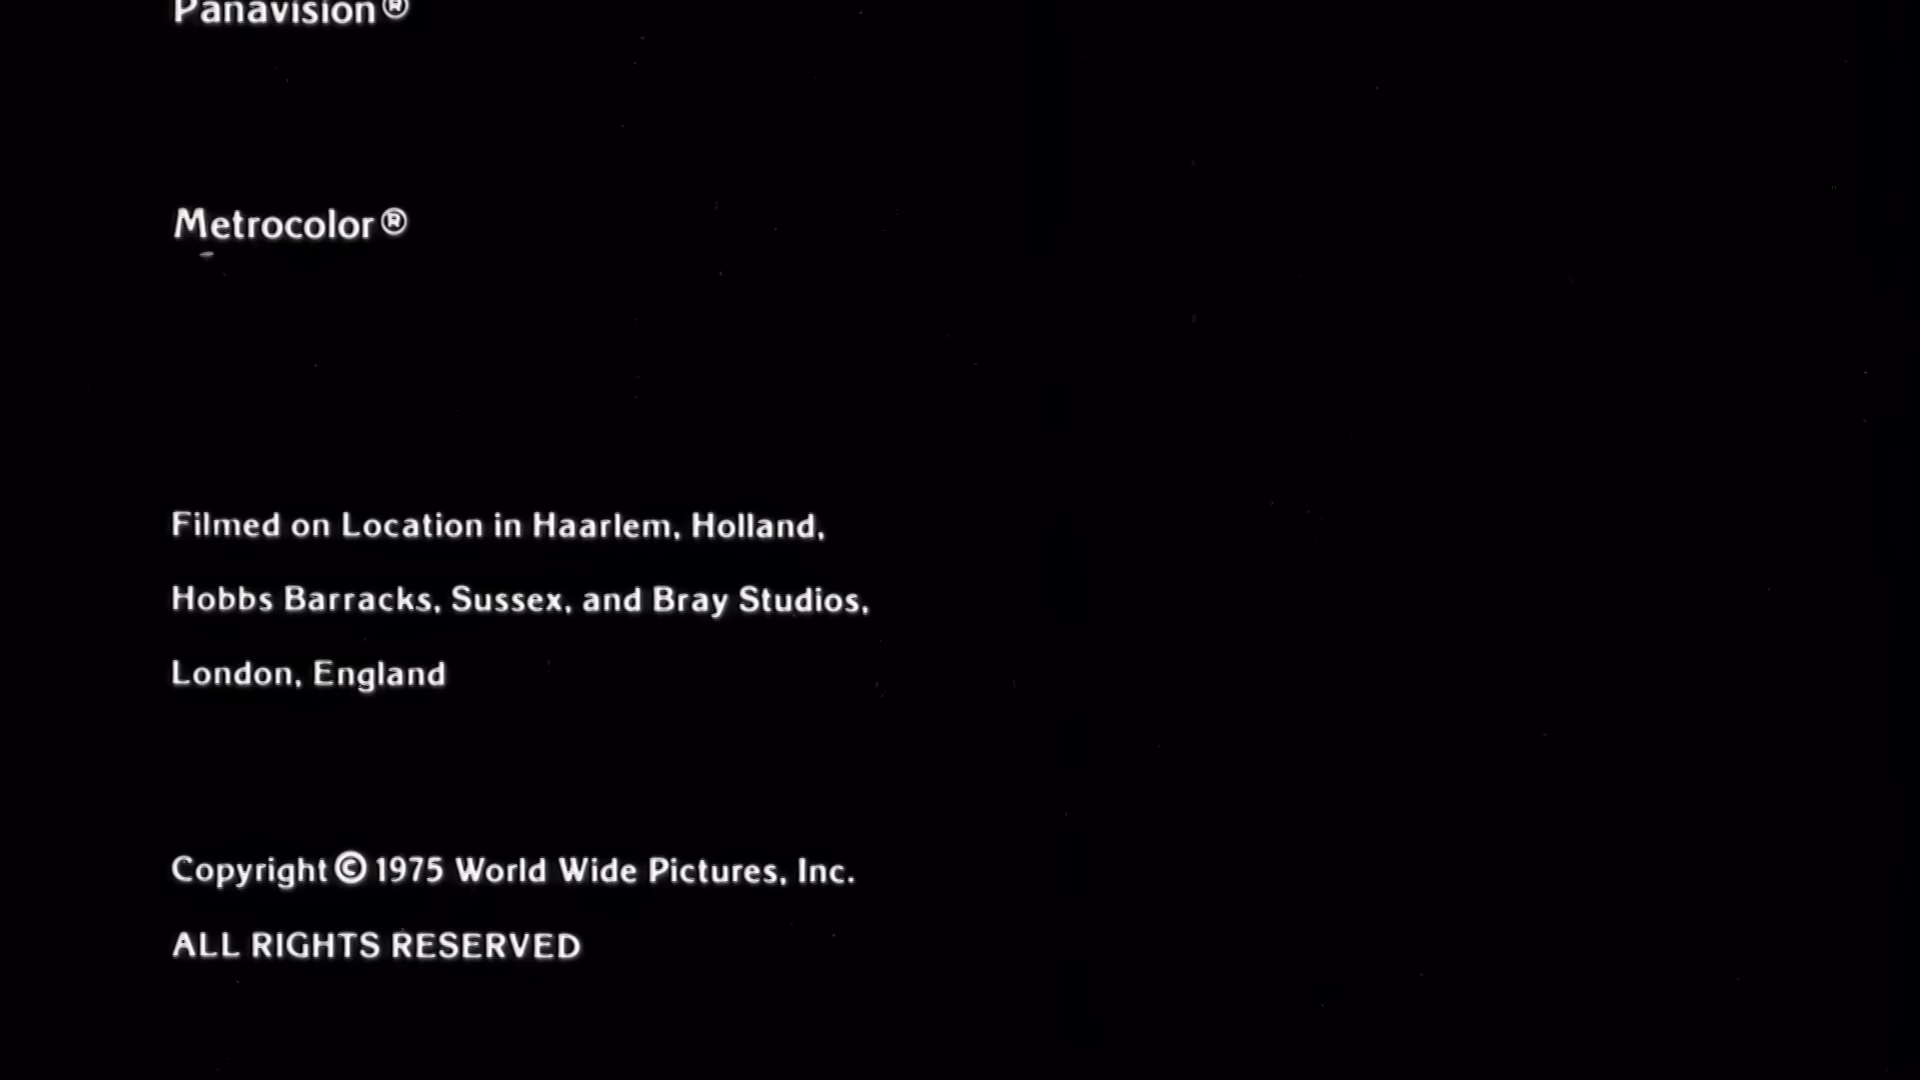 Panavision®
Metrocolor®
Filmed on Location in Haarlem, Holland,
Hobbs Barracks, Sussex, and Bray Studios,
London, England
Copyright © 1975 World Wide Pictures, Inc.
ALL RIGHTS RESERVED